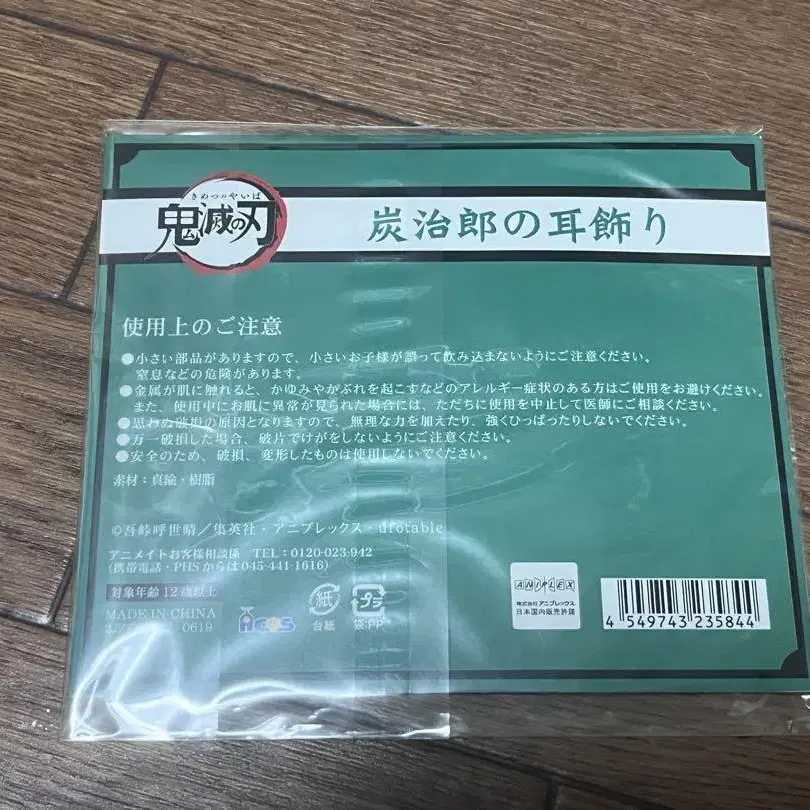 きめつのやいば
鬼滅の刃
炭治郎の耳飾り
使用上のご注意
●小さい部品がありますので、小さいお子様が誤って飲み込まないようにご注意ください。
窒息などの危険があります。
●金属が肌に触れると、かゆみやかぶれを起こすなどのアレルギー症状のある方はご使用をお避けください。
また、使用中にお肌に異常が見られた場合には、ただちに使用を中止して医師にご相談ください。
●思わぬ破損の原因となりますので、無理な力を加えたり、強くひっぱったりしないでください。
●万一破損した場合、破片でけがをしないようにご注意ください。
●安全のため、破損、変形したものは使用しないでください。
素材：真鍮・樹脂
©吾峠呼世晴／集英社・アニプレックス・ufotable
アニメイトお客様相談係 TEL：0120-023-942
(携帯電話・PHSからは045-441-1616)
対象年齢12歳以上
MADE IN CHINA
0619
ACOS
紙
台紙
プラ
袋:PP
ANIPLEX
株式会社アニプレックス
日本国内販売許諾
4 549743 235844